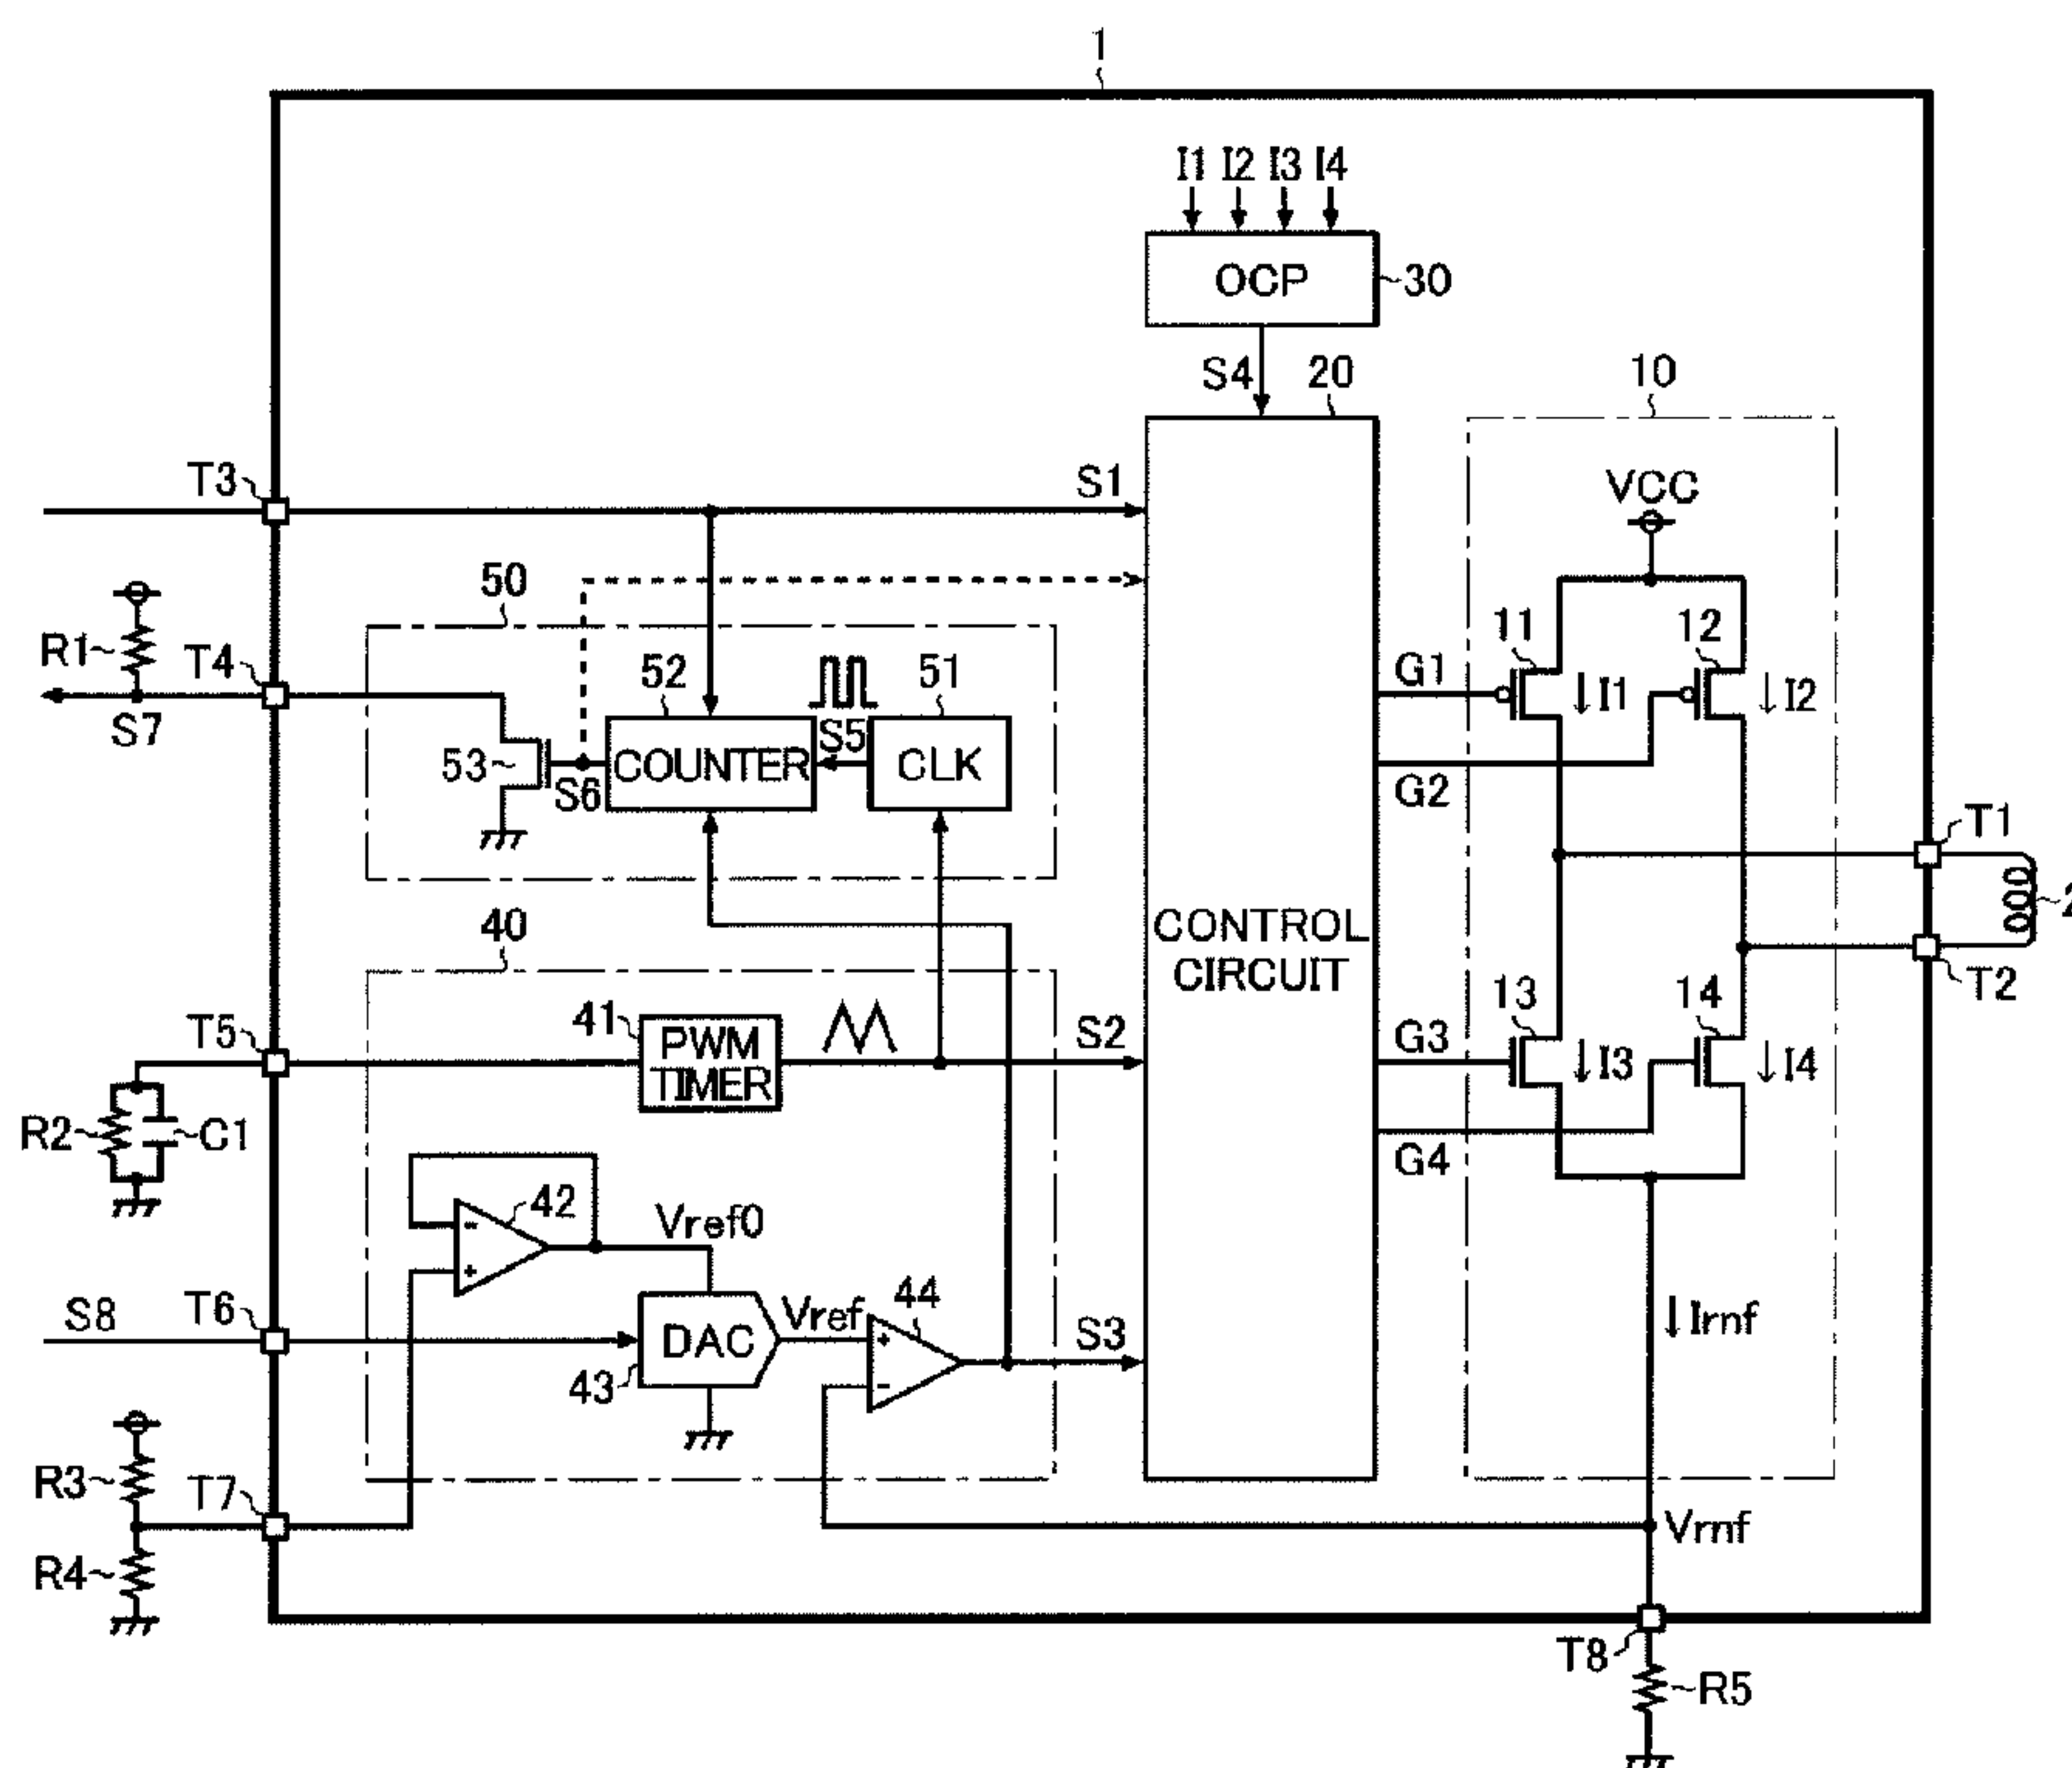 1
I1 I2 I3 I4
OCP
30
S4
20
10
T3
S1
VCC
50
R1
T4
S7
52
51
S5
53
S6
COUNTER
CLK
11
12
G1
I1
I2
G2
T1
2
T2
40
CONTROL
CIRCUIT
T5
41
PWM
TIMER
S2
13
14
G3
I3
I4
G4
R2
C1
42
Vref0
44
S8
T6
DAC
43
Vref
S3
Irnf
R3
T7
R4
Vrnf
T8
R5